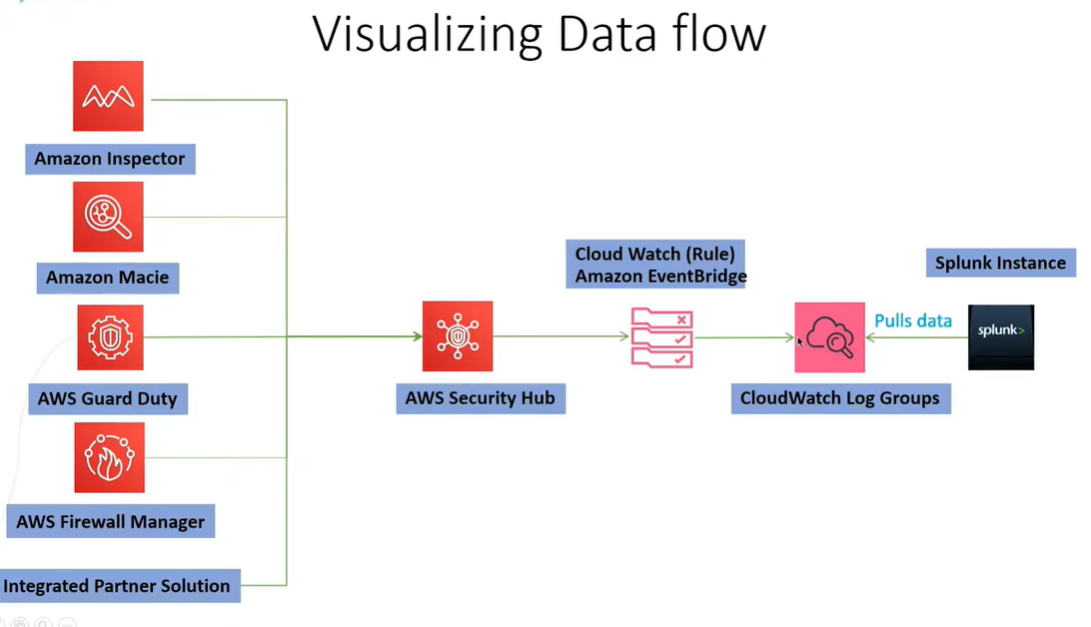 Visualizing Data flow
Amazon Inspector
Amazon Macie
AWS Guard Duty
AWS Firewall Manager
Integrated Partner Solution
AWS Security Hub
Cloud Watch (Rule)
Amazon EventBridge
CloudWatch Log Groups
Pulls data
Splunk Instance
splunk>